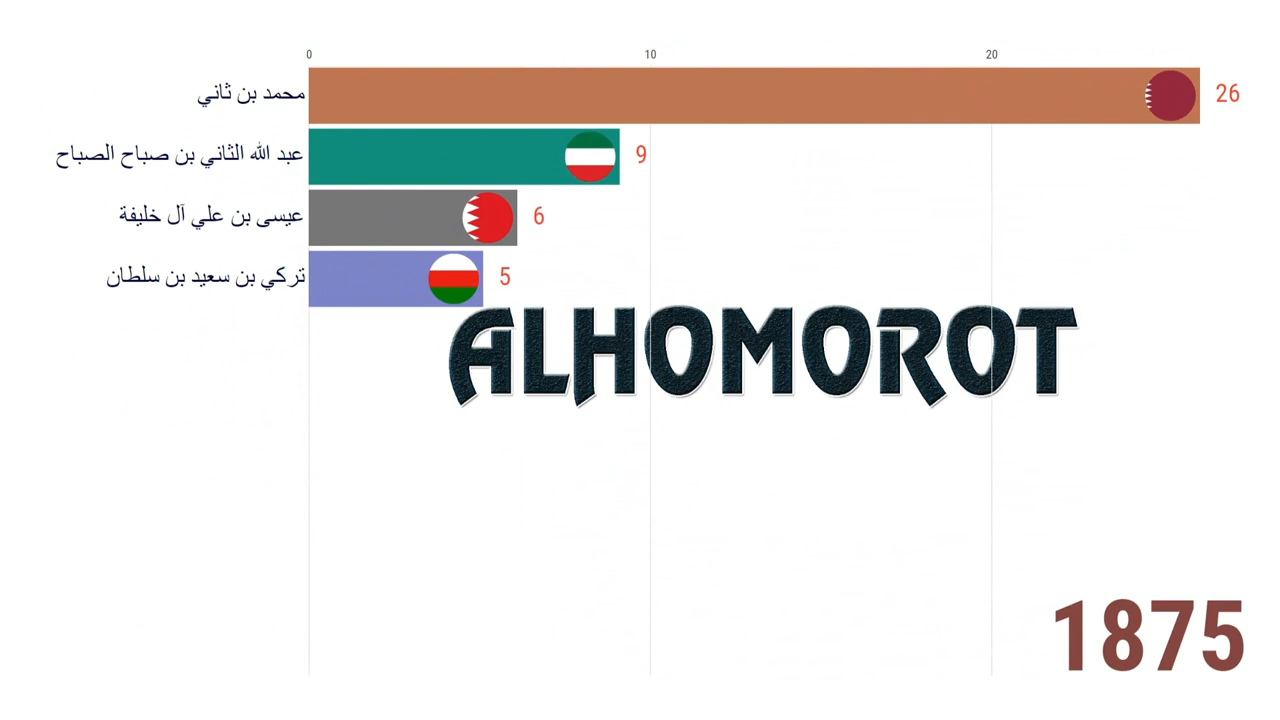 0 10 20
محمد بن ثاني 26
عبد الله الثاني بن صباح الصباح 9
عيسى بن علي آل خليفة 6
تركي بن سعيد بن سلطان 5
ALHOMOROT
1875